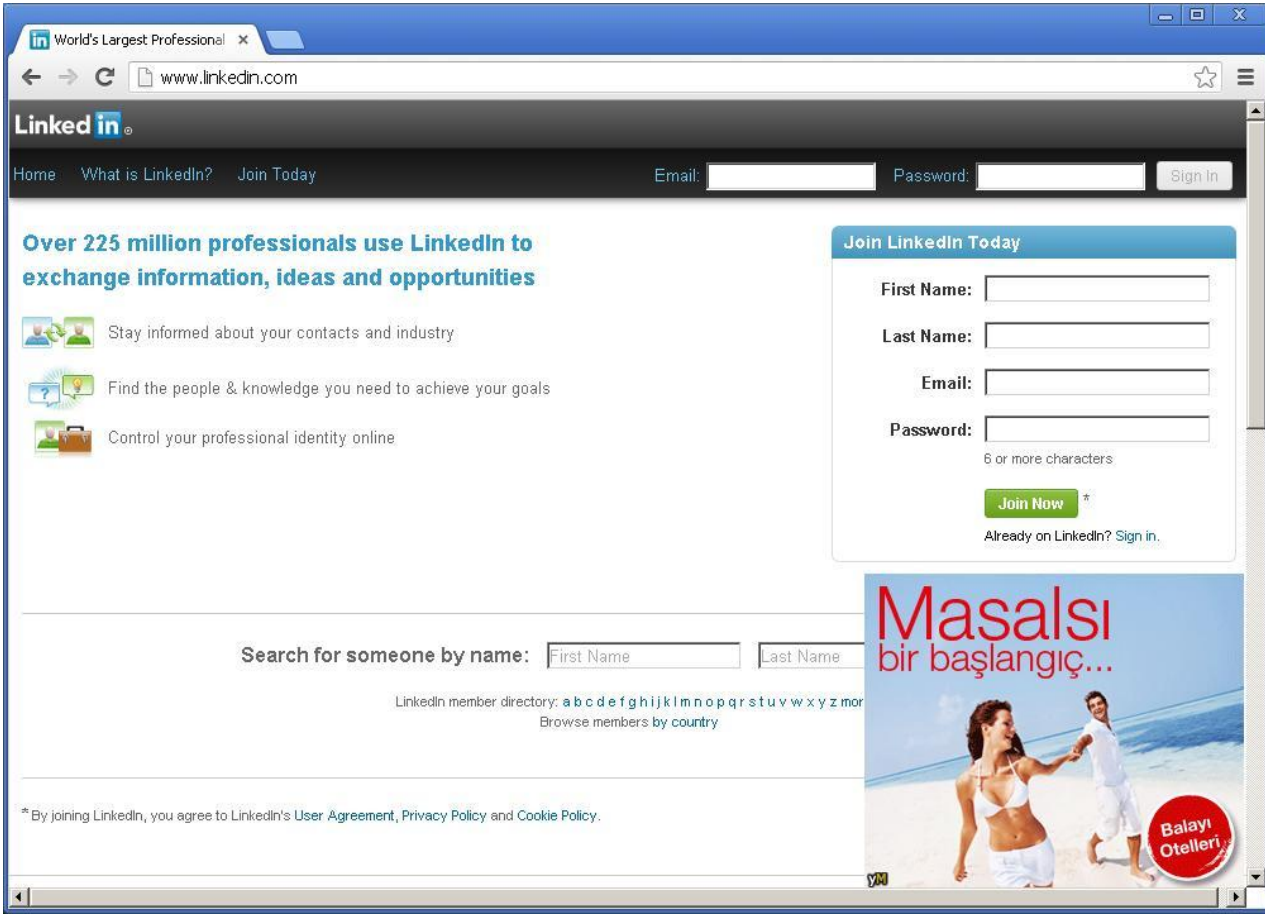 World's Largest Professional
www.linkedin.com
Linked in ®
Home What is LinkedIn? Join Today Email: Password: Sign In
Over 225 million professionals use LinkedIn to
exchange information, ideas and opportunities
Stay informed about your contacts and industry
Find the people & knowledge you need to achieve your goals
Control your professional identity online
Join LinkedIn Today
First Name:
Last Name:
Email:
Password:
6 or more characters
Join Now *
Already on LinkedIn? Sign in.
Search for someone by name: First Name Last Name
LinkedIn member directory: a b c d e f g h i j k l m n o p q r s t u v w x y z mor
Browse members by country
* By joining LinkedIn, you agree to LinkedIn's User Agreement, Privacy Policy and Cookie Policy.
Masalsı
bir başlangıç...
Balayı
Otelleri
yM